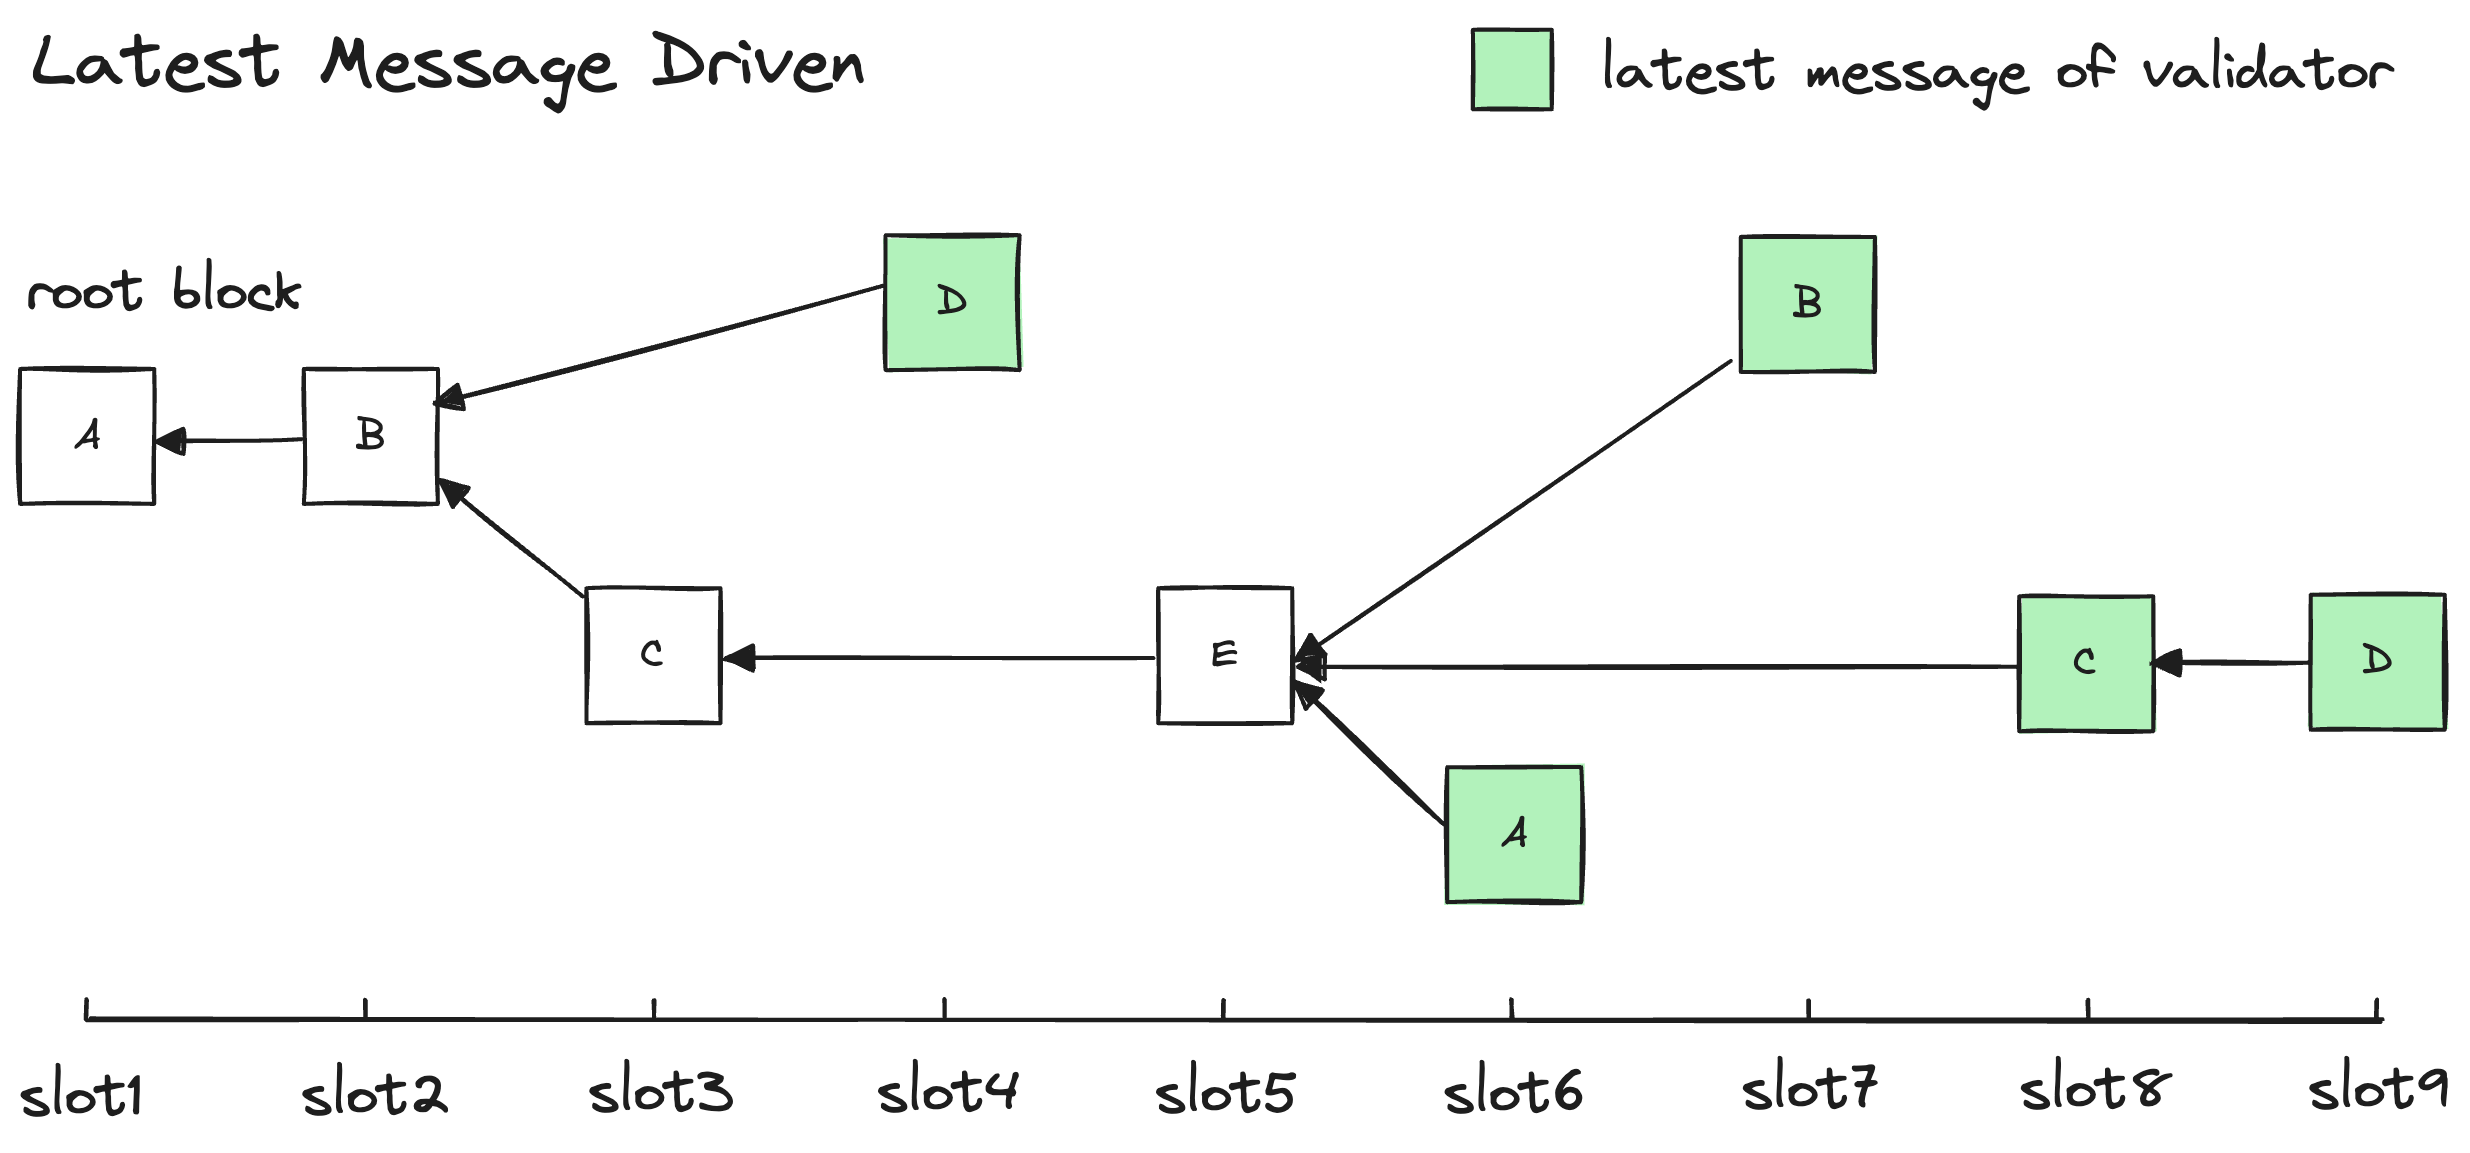 Latest Message Driven
latest message of validator
root block
D
B
A
B
C
E
C
D
A
slot1
slot2
slot3
slot4
slot5
slot6
slot7
slot8
slot9